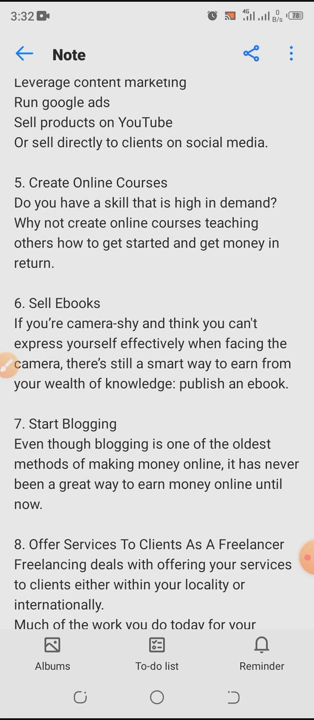 3:32
4G
0
B/s
78
Note
Leverage content marketing
Run google ads
Sell products on YouTube
Or sell directly to clients on social media.
5. Create Online Courses
Do you have a skill that is high in demand?
Why not create online courses teaching
others how to get started and get money in
return.
6. Sell Ebooks
If you're camera-shy and think you can't
express yourself effectively when facing the
camera, there's still a smart way to earn from
your wealth of knowledge: publish an ebook.
7. Start Blogging
Even though blogging is one of the oldest
methods of making money online, it has never
been a great way to earn money online until
now.
8. Offer Services To Clients As A Freelancer
Freelancing deals with offering your services
to clients either within your locality or
internationally.
Much of the work you do today for your
Albums
To-do list
Reminder